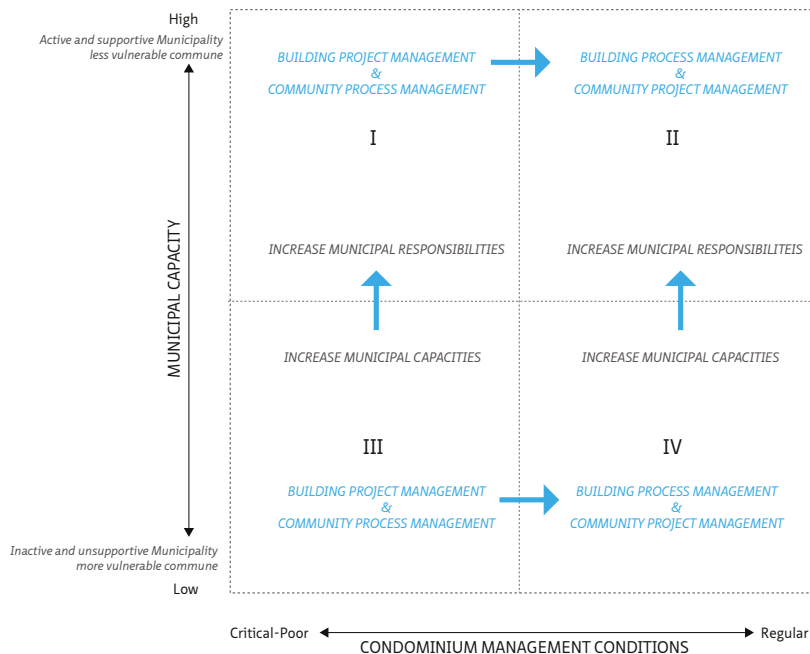 High
Active and supportive Municipality
less vulnerable commune
BUILDING PROJECT MANAGEMENT
&
COMMUNITY PROCESS MANAGEMENT
BUILDING PROCESS MANAGEMENT
&
COMMUNITY PROJECT MANAGEMENT
I
II
INCREASE MUNICIPAL RESPONSIBILITIES
INCREASE MUNICIPAL RESPONSIBILITEIS
MUNICIPAL CAPACITY
INCREASE MUNICIPAL CAPACITIES
INCREASE MUNICIPAL CAPACITIES
III
IV
BUILDING PROJECT MANAGEMENT
&
COMMUNITY PROCESS MANAGEMENT
BUILDING PROCESS MANAGEMENT
&
COMMUNITY PROJECT MANAGEMENT
Inactive and unsupportive Municipality
more vulnerable commune
Low
Critical-Poor
Regular
CONDOMINIUM MANAGEMENT CONDITIONS